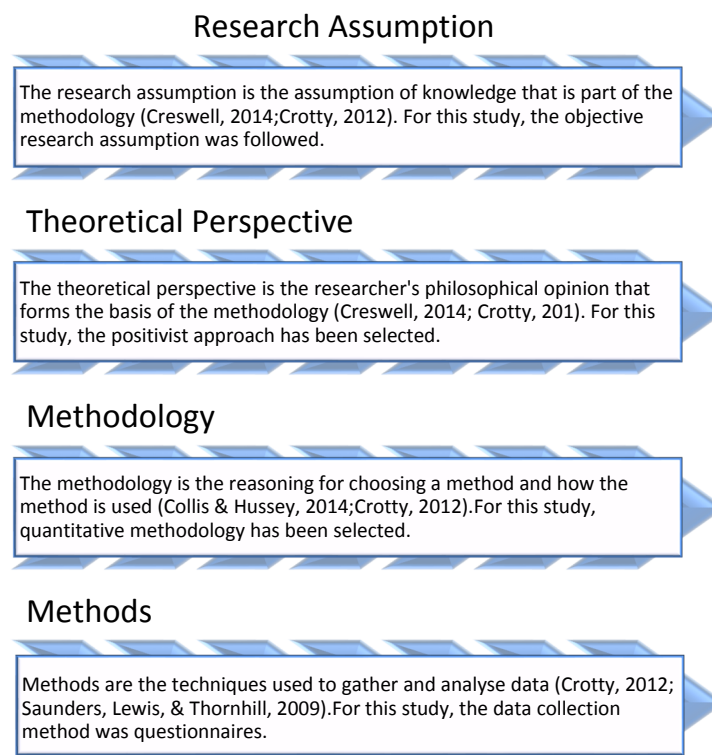 Research Assumption
The research assumption is the assumption of knowledge that is part of the
methodology (Creswell, 2014;Crotty, 2012). For this study, the objective
research assumption was followed.
Theoretical Perspective
The theoretical perspective is the researcher's philosophical opinion that
forms the basis of the methodology (Creswell, 2014; Crotty, 201). For this
study, the positivist approach has been selected.
Methodology
The methodology is the reasoning for choosing a method and how the
method is used (Collis & Hussey, 2014;Crotty, 2012).For this study,
quantitative methodology has been selected.
Methods
Methods are the techniques used to gather and analyse data (Crotty, 2012;
Saunders, Lewis, & Thornhill, 2009).For this study, the data collection
method was questionnaires.